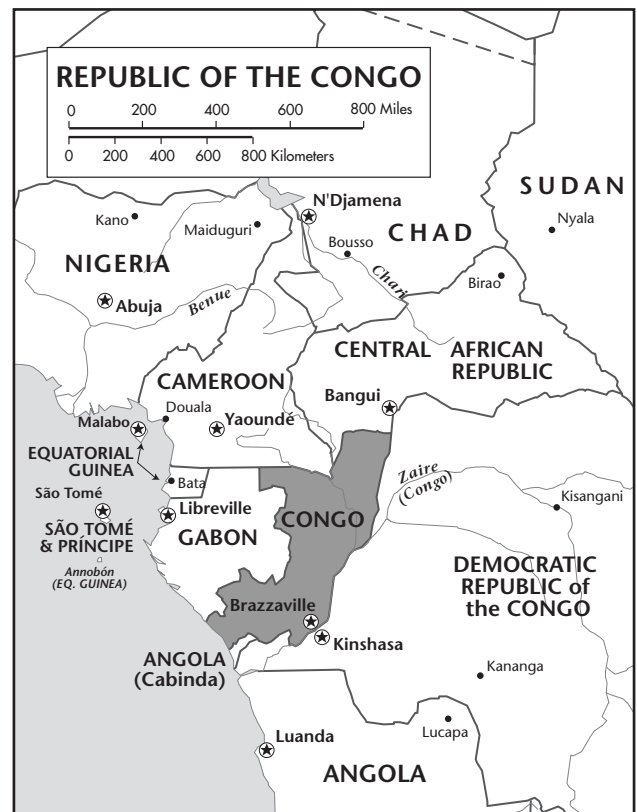 REPUBLIC OF THE CONGO
0 200 400 600 800 Miles
0 200 400 600 800 Kilometers
SUDAN
N'Djamena
Kano
Maiduguri
Nyala
CHAD
Bousso
NIGERIA
Chari
Birao
Abuja
Benue
CENTRAL AFRICAN
REPUBLIC
CAMEROON
Bangui
Douala
Malabo
Yaoundé
EQUATORIAL
GUINEA
Zaire
(Congo)
Bata
São Tomé
Kisangani
Libreville
CONGO
SÃO TOMÉ
& PRÍNCIPE
GABON
Annobón
(EQ. GUINEA)
DEMOCRATIC
REPUBLIC of
the CONGO
Brazzaville
Kinshasa
ANGOLA
(Cabinda)
Kananga
Luanda
Lucapa
ANGOLA